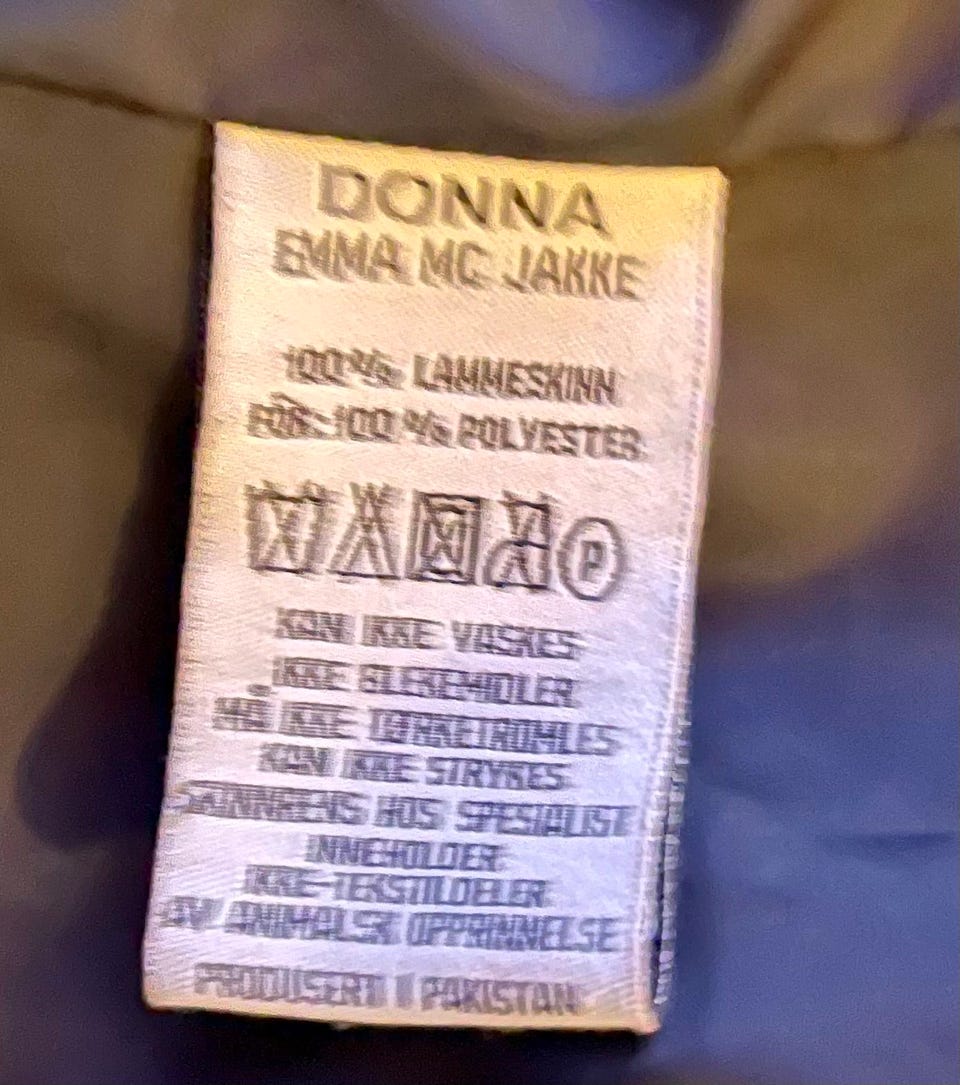 DONNA
EMMA MC JAKKE
100% LAMMESKINN
FÔR: 100 % POLYESTER
P
KAN IKKE VASKES
IKKE BLEKEMIDLER
MÅ IKKE TØRKETROMLES
KAN IKKE STRYKES
SKINNRENS HOS SPESIALIST
INNEHOLDER
IKKE-TEKSTILDELER
AV ANIMALSK OPPRINNELSE
PRODUSERT I PAKISTAN